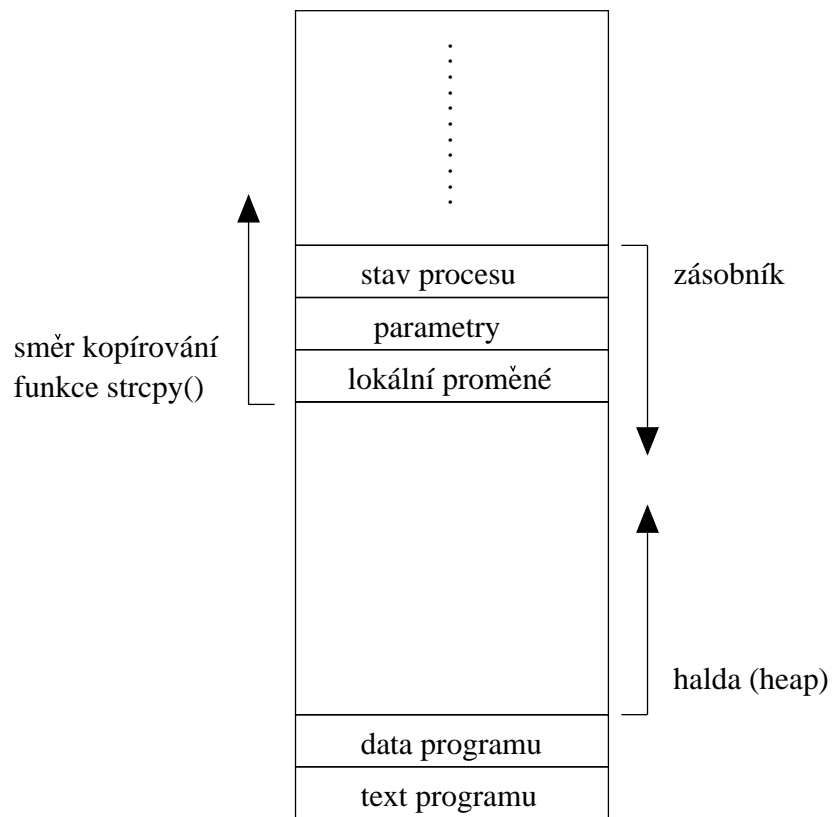 stav procesu
zásobník
parametry
směr kopírování
funkce strcpy()
lokální proměné
halda (heap)
data programu
text programu